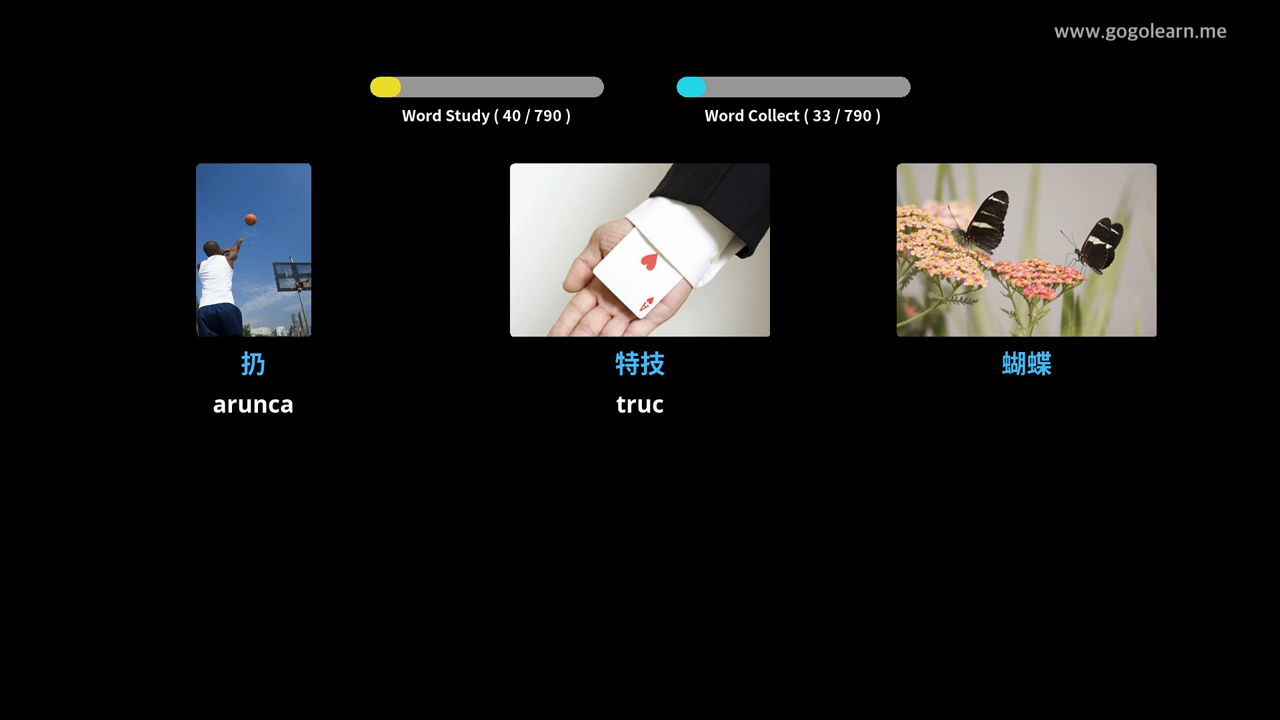 www.gogolearn.me
Word Study ( 40 / 790 )
Word Collect ( 33 / 790 )
扔
特技
蝴蝶
arunca
truc